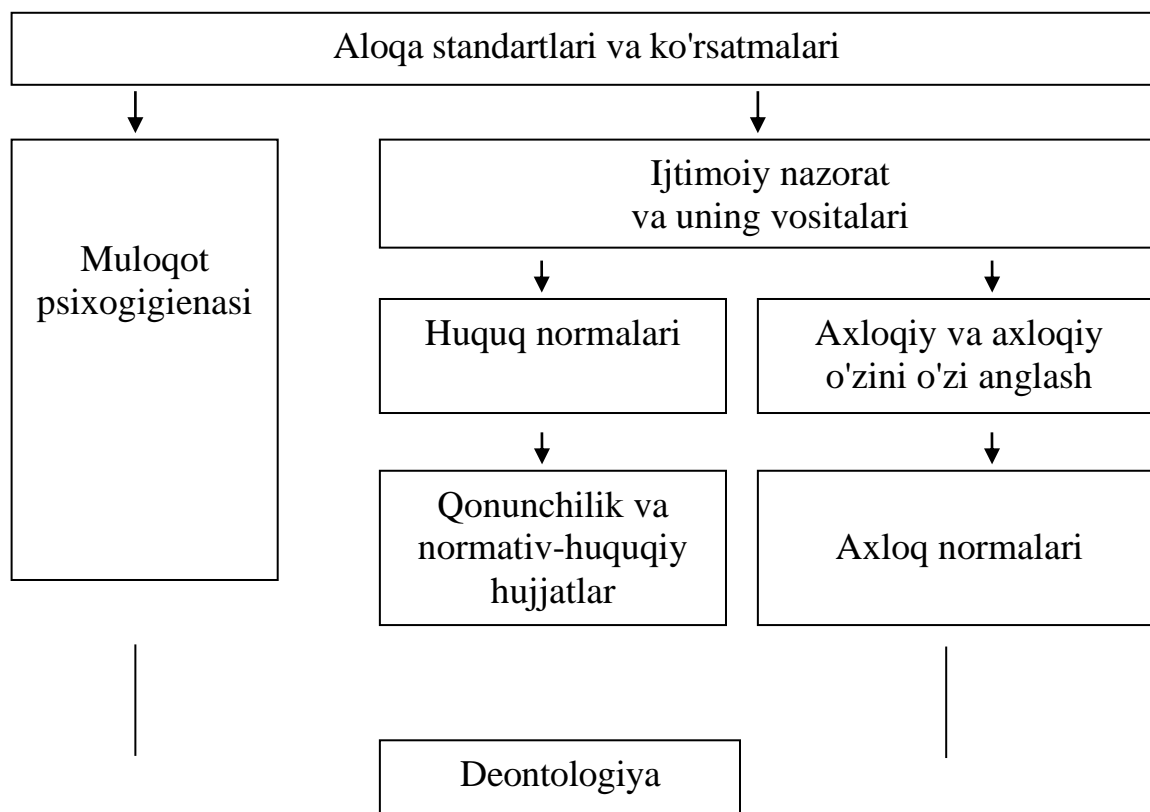 Aloqa standartlari va ko'rsatmalari
Muloqot
psixogigienasi
Ijtimoiy nazorat
va uning vositalari
Huquq normalari
Axloqiy va axloqiy
o'zini o'zi anglash
Qonunchilik va
normativ-huquqiy
hujjatlar
Axloq normalari
Deontologiya